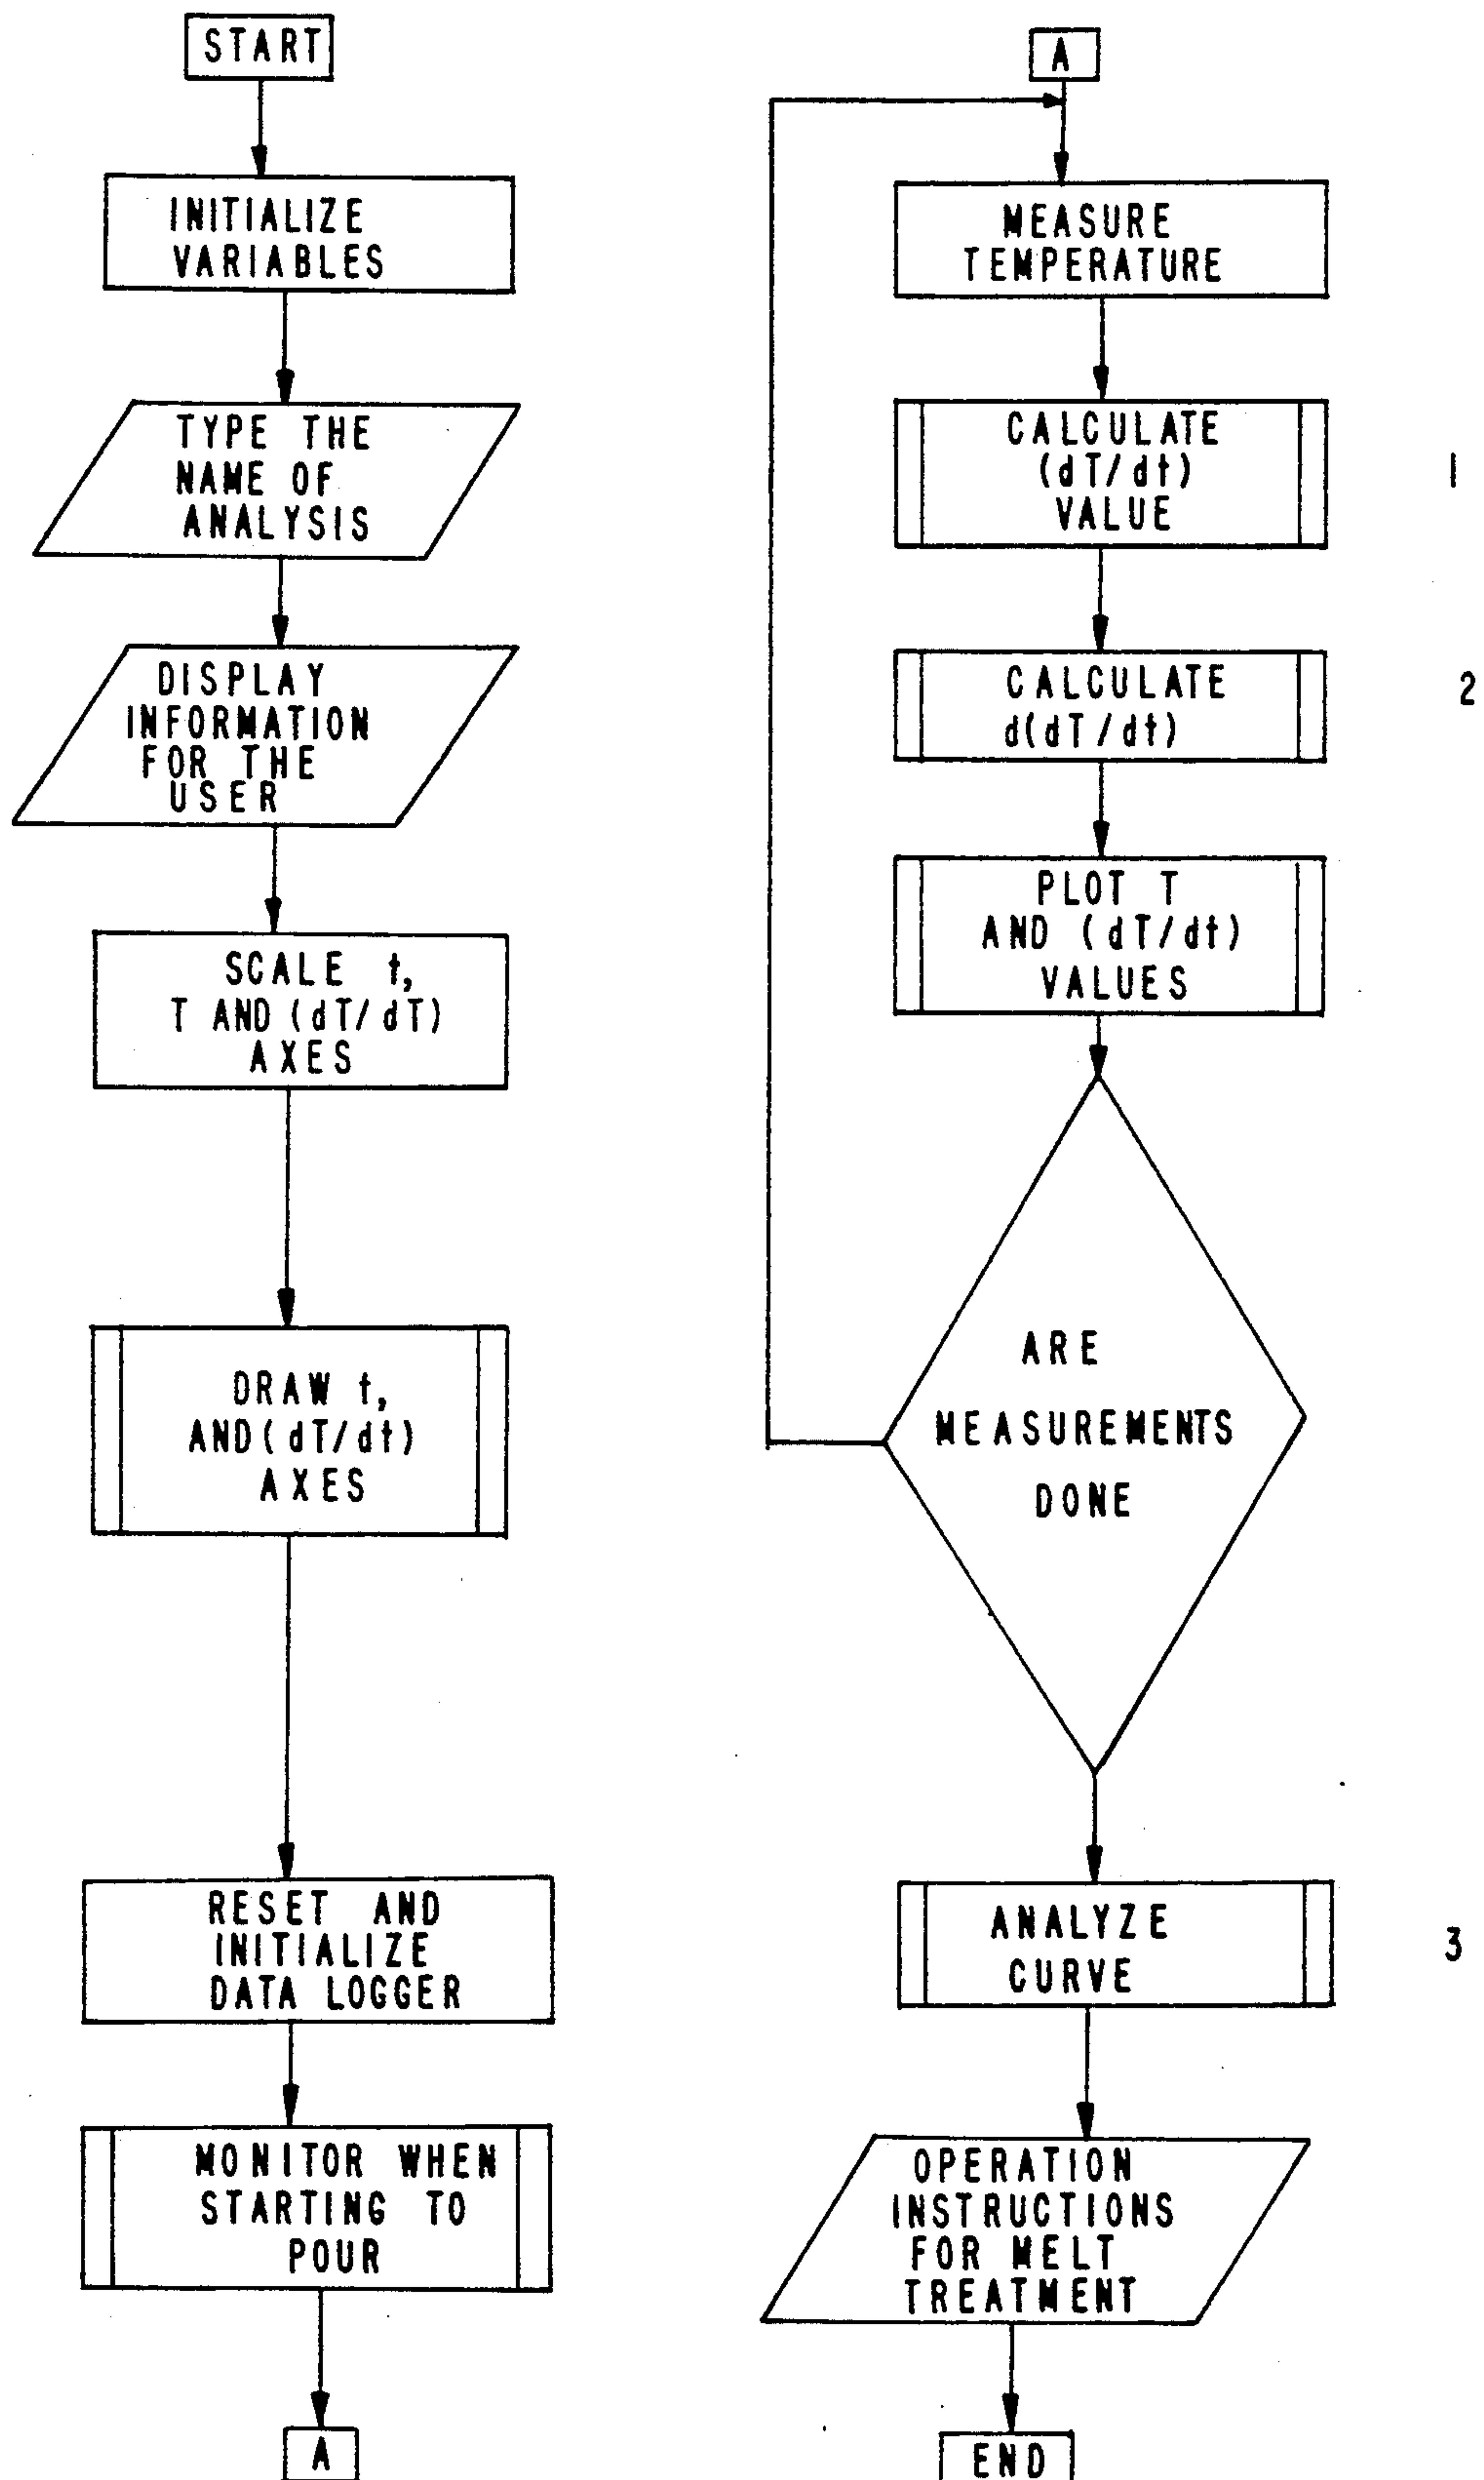 START
INITIALIZE
VARIABLES
TYPE THE
NAME OF
ANALYSIS
DISPLAY
INFORMATION
FOR THE
USER
SCALE t,
T AND (dT/dT)
AXES
DRAW t,
AND(dT/dt)
AXES
RESET AND
INITIALIZE
DATA LOGGER
MONITOR WHEN
STARTING TO
POUR
A
A
MEASURE
TEMPERATURE
CALCULATE
(dT/dt)
VALUE
1
CALCULATE
d(dT/dt)
2
PLOT T
AND (dT/dt)
VALUES
ARE
MEASUREMENTS
DONE
ANALYZE
CURVE
3
OPERATION
INSTRUCTIONS
FOR MELT
TREATMENT
END